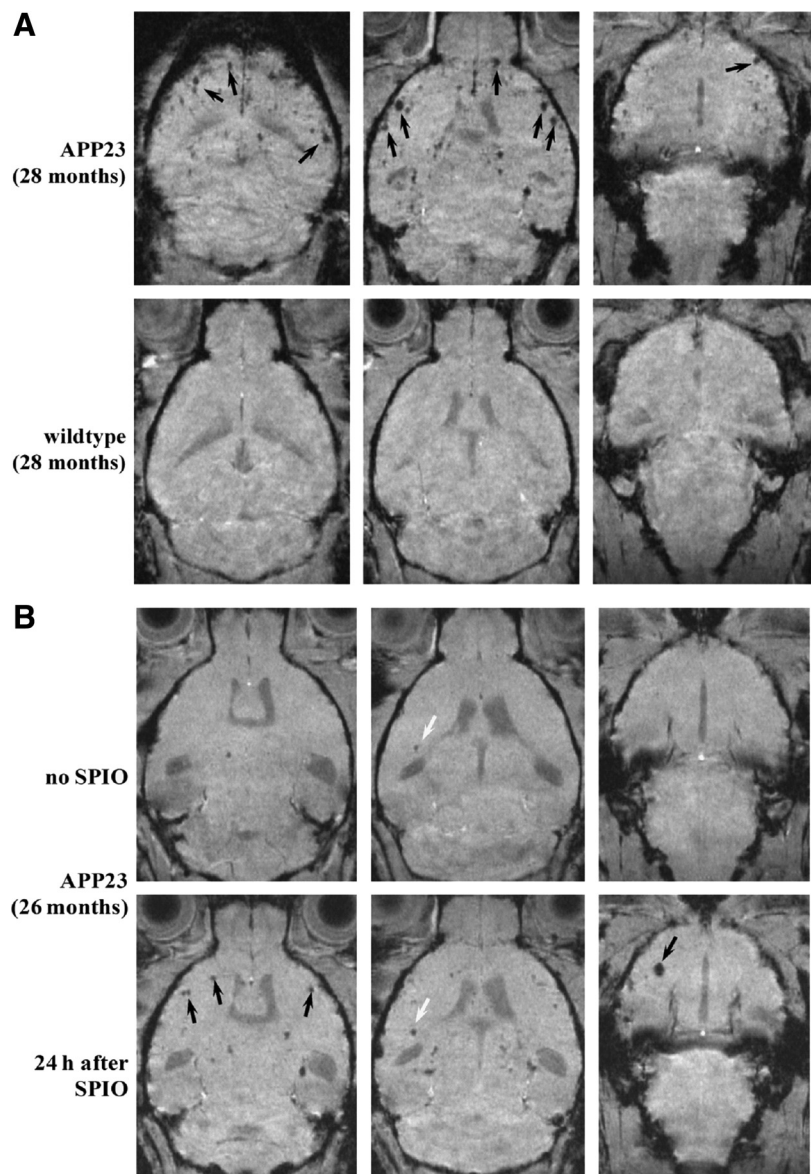 A
APP23
(28 months)
wildtype
(28 months)
B
no SPIO
APP23
(26 months)
24 h after
SPIO